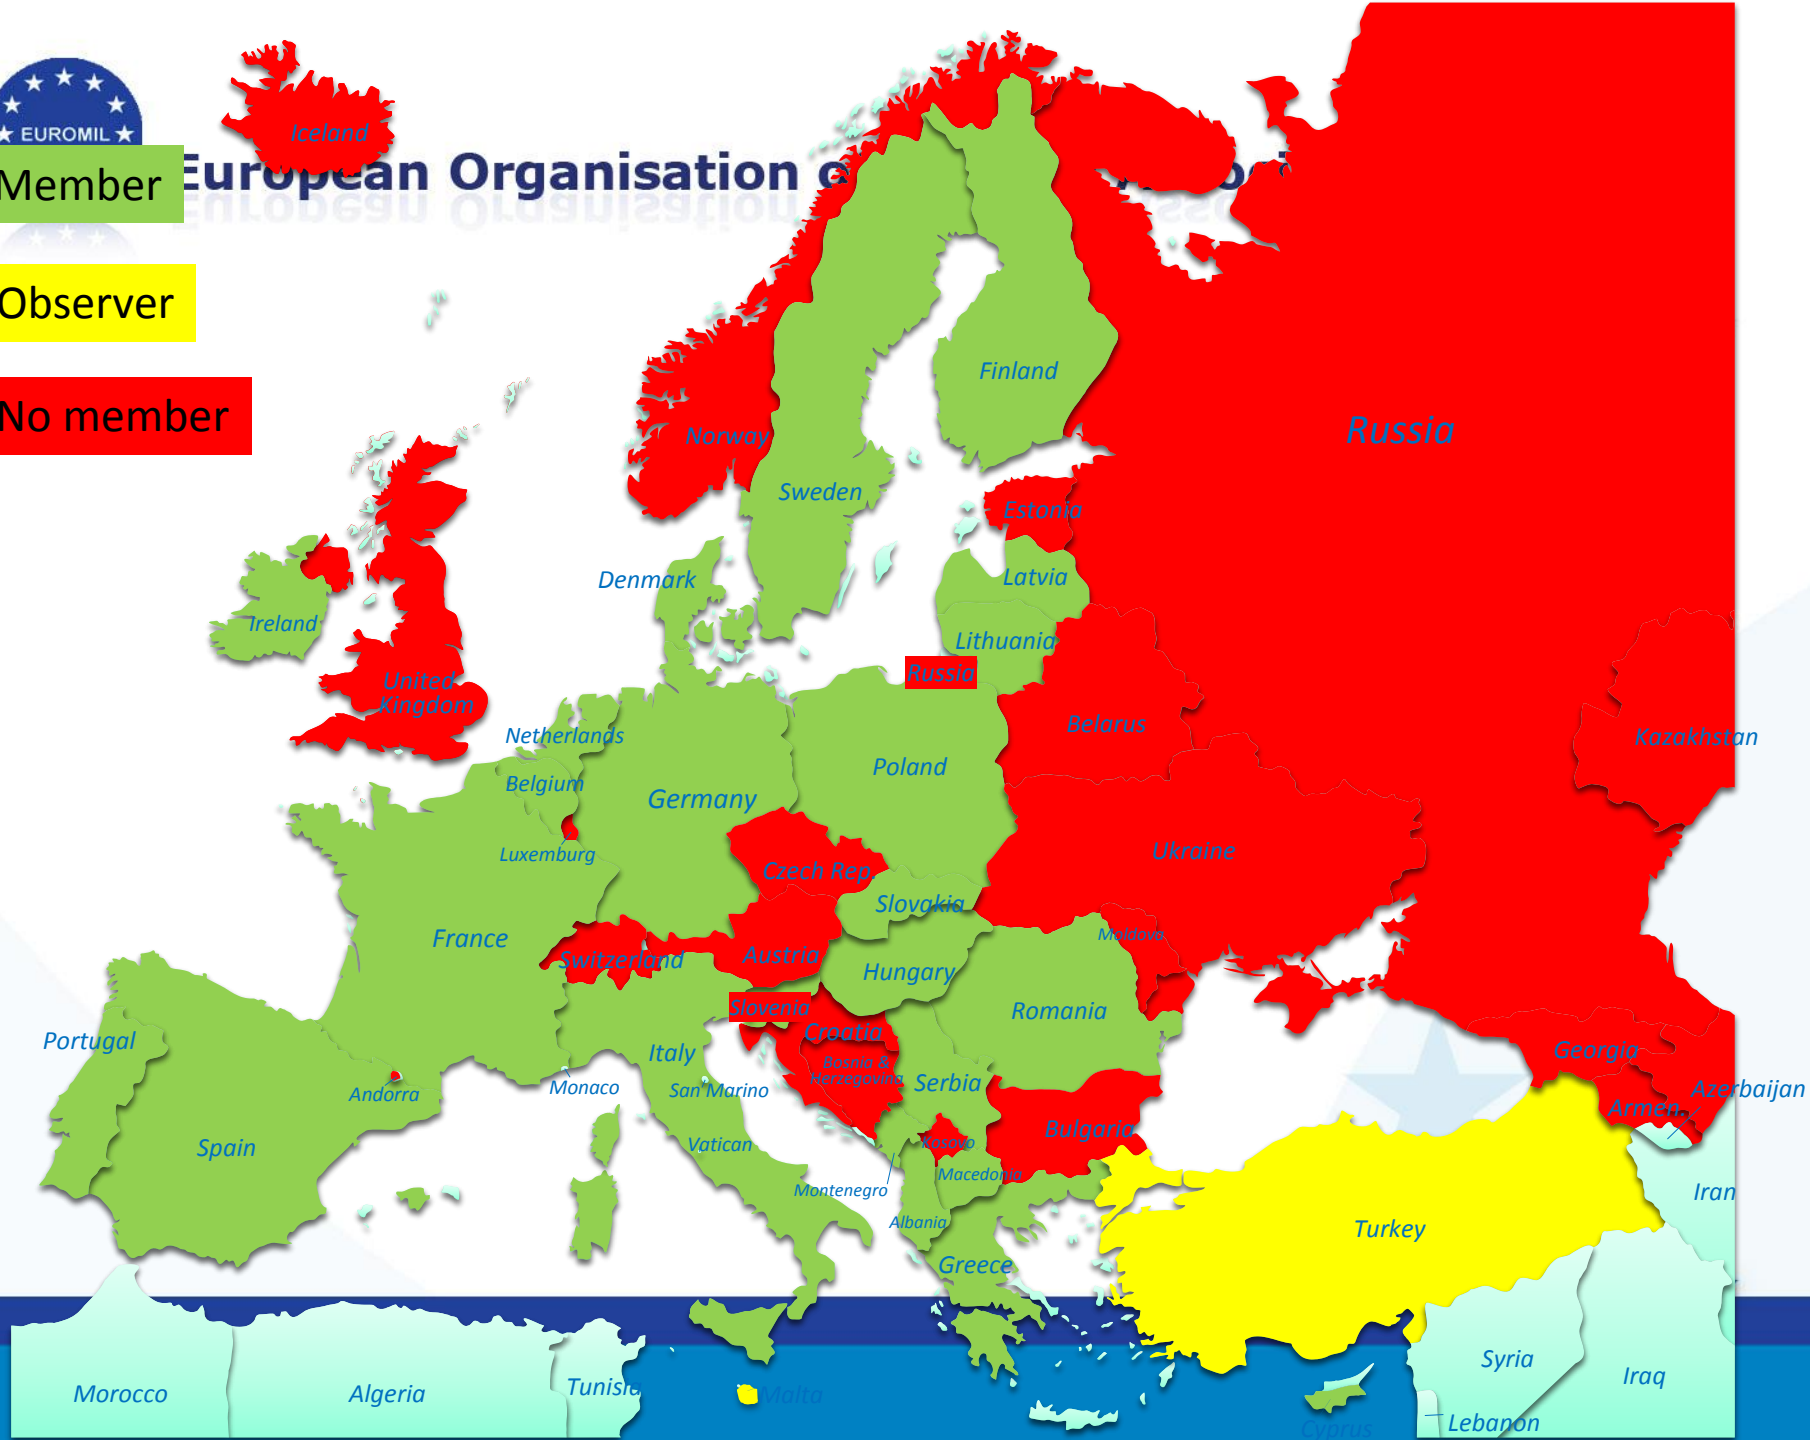 Iceland
★ EUROMIL ★
European Organisation o
Member
Observer
Finland
No member
Russia
Norway
Sweden
Estonia
Denmark
Latvia
Ireland
Lithuania
Russia
United
Kingdom
Belarus
Netherlands
Kazakhstan
Poland
Belgium
Germany
Luxemburg
Ukraine
Czech Rep.
Slovakia
France
Moldova
Switzerland
Austria
Hungary
Slovenia
Romania
Croatia
Portugal
Italy
Georgia
Bosnia &
Herzegovina
Serbia
Andorra
Monaco
San Marino
Azerbaijan
Armen.
Bulgaria
Spain
Vatican
Kosovo
Macedonia
Montenegro
Iran
Albania
Turkey
Greece
Syria
Iraq
Morocco
Algeria
Tunisia
Malta
Cyprus
Lebanon